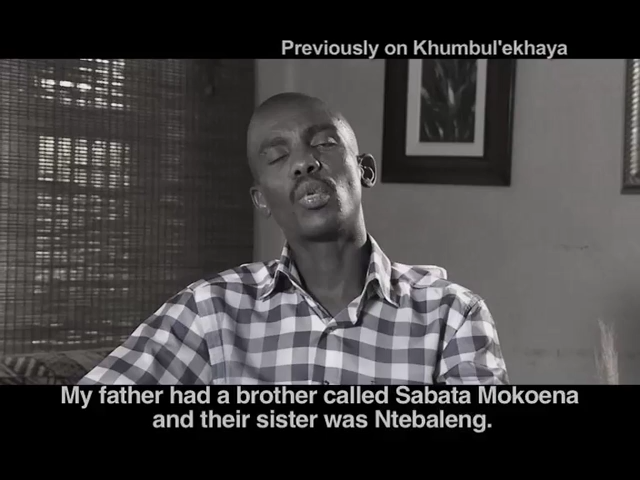 Previously on Khumbul'ekhaya
My father had a brother called Sabata Mokoena
and their sister was Ntebaleng.